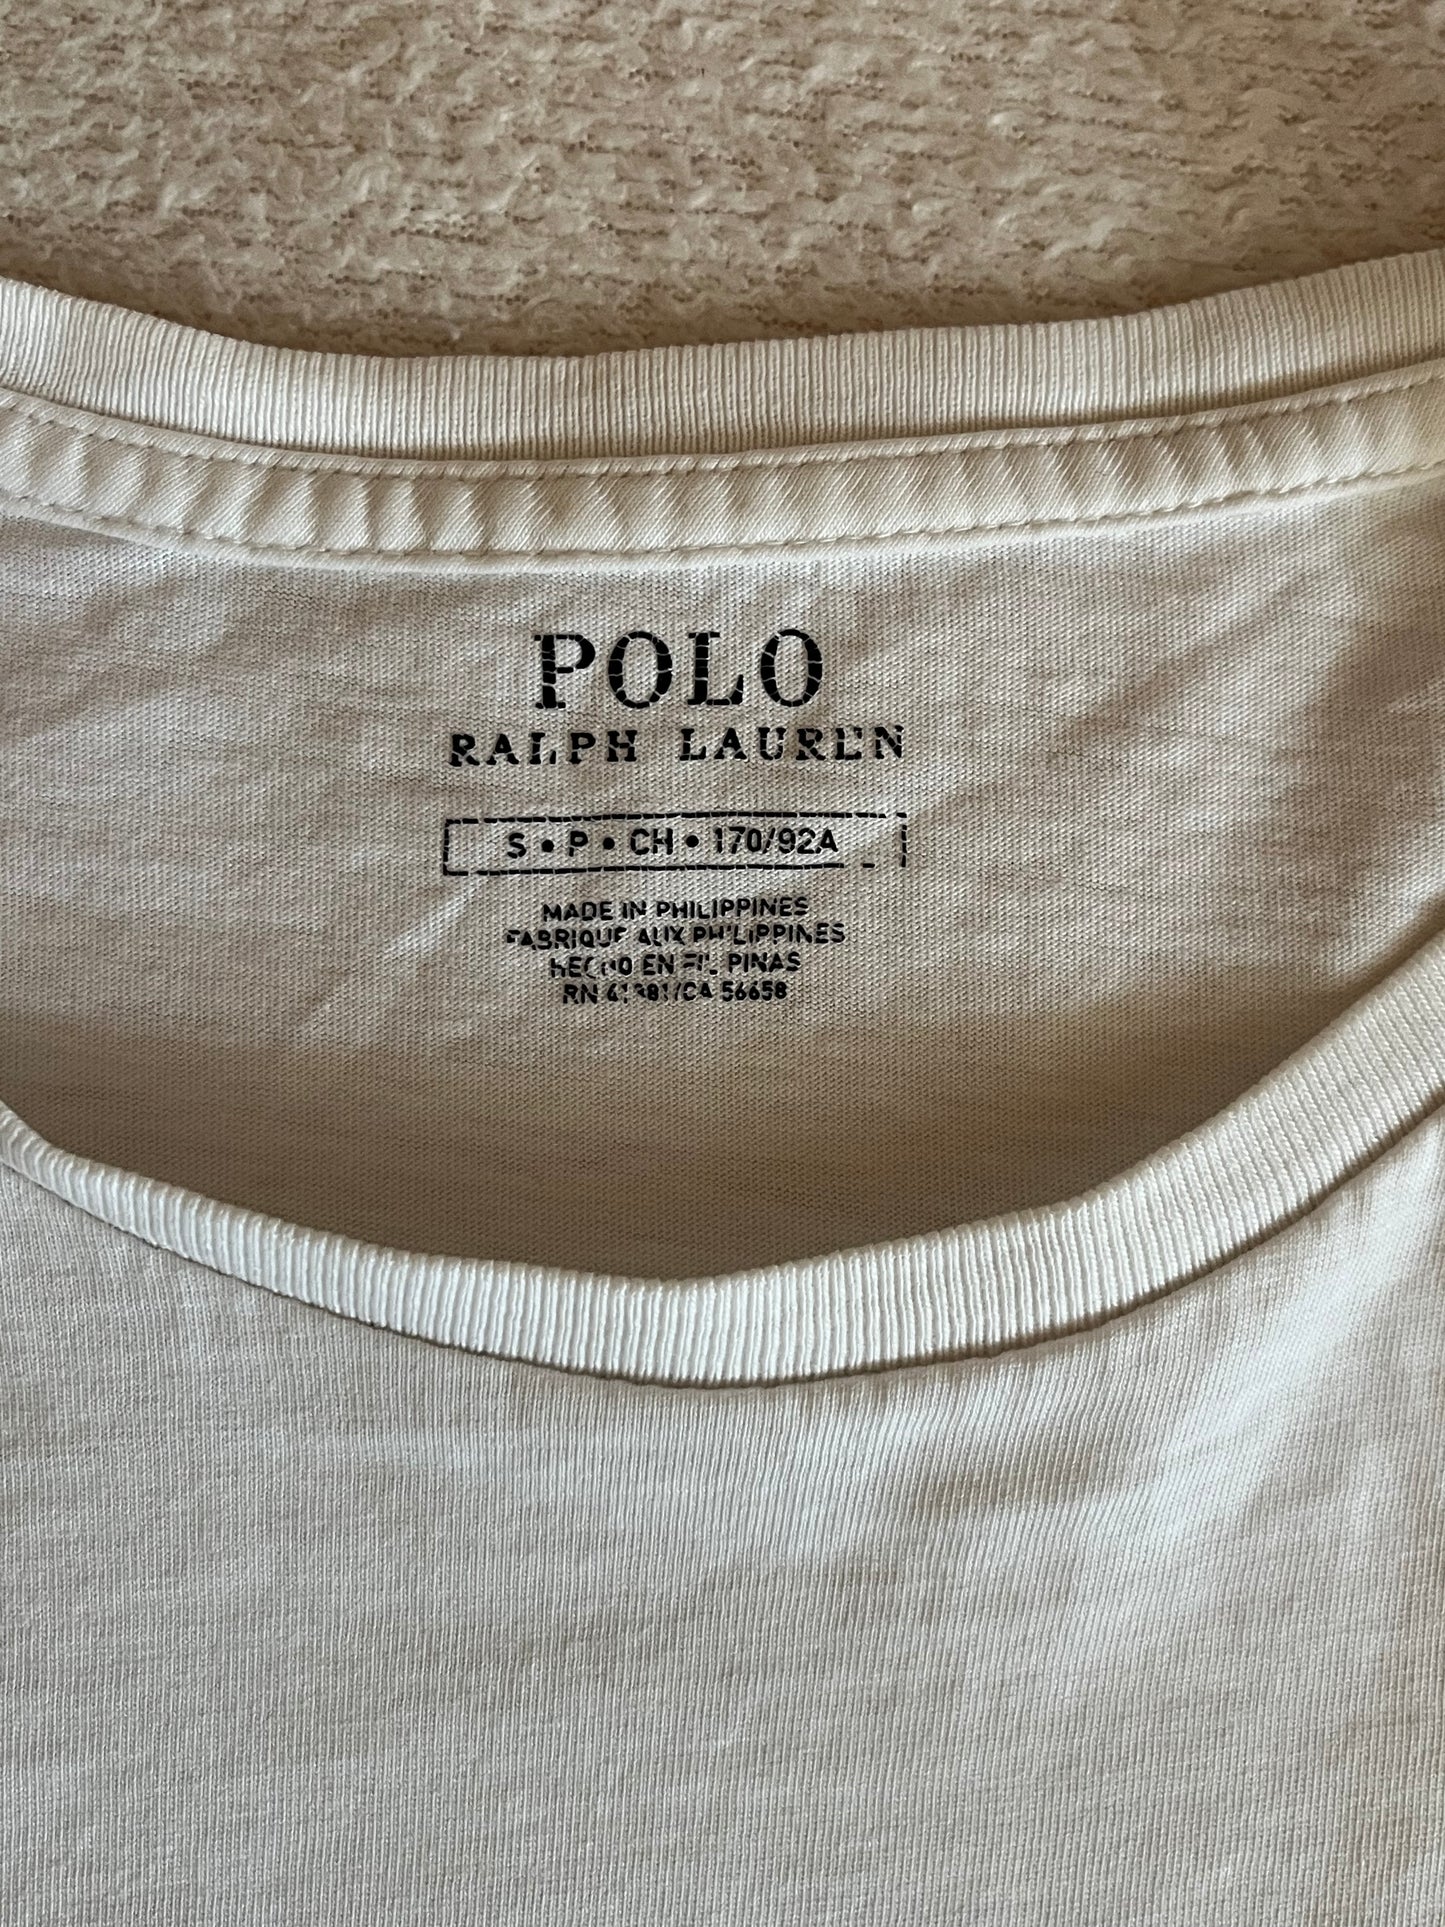 POLO
RALPH LAUREN
S • P • CH • 170/92A
MADE IN PHILIPPINES
FABRIQUE AUX PHILIPPINES
HECHO EN FILIPINAS
RN 41381/CA 56658